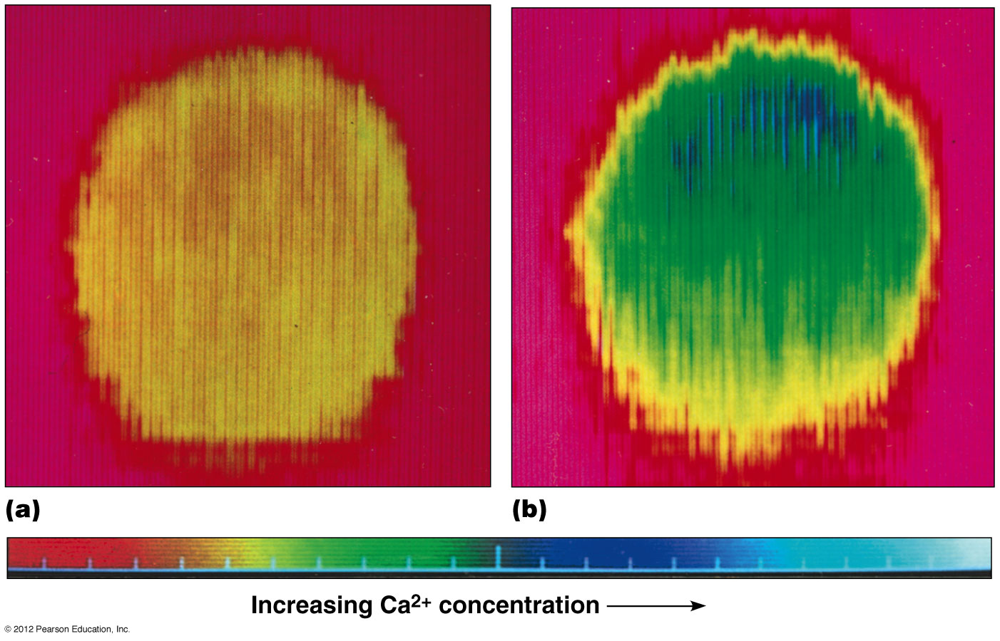 (a)
(b)
Increasing Ca2+ concentration
© 2012 Pearson Education, Inc.